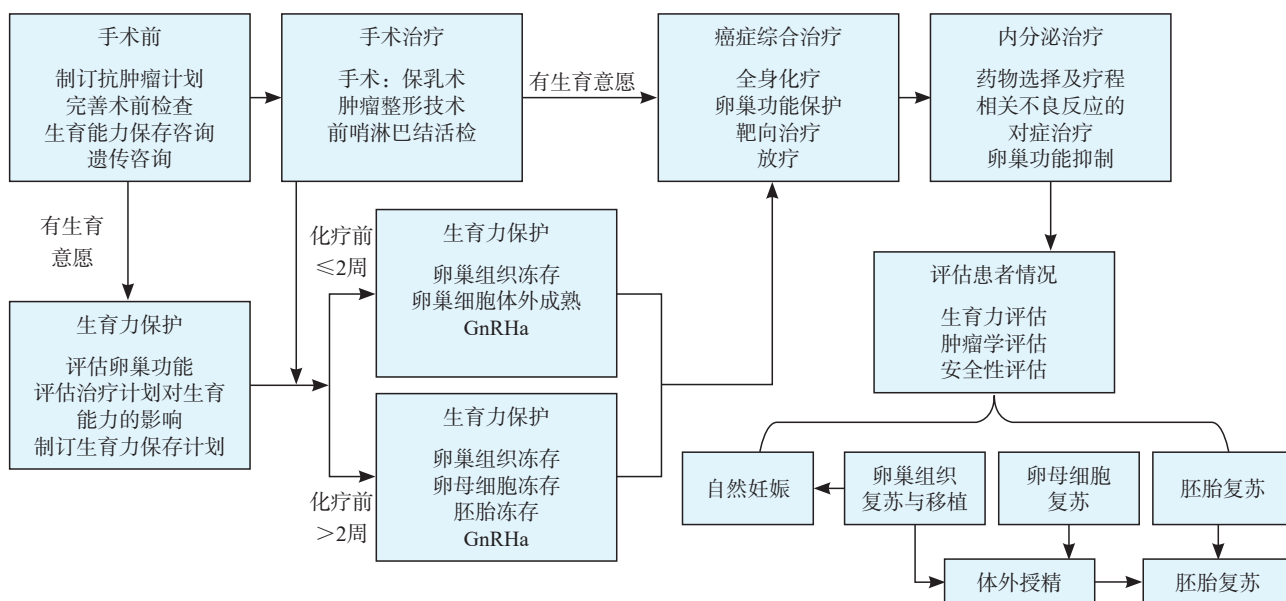 手术前
制订抗肿瘤计划
完善术前检查
生育能力保存咨询
遗传咨询
手术治疗
手术：保乳术
肿瘤整形技术
前哨淋巴结活检
有生育意愿
癌症综合治疗
全身化疗
卵巢功能保护
靶向治疗
放疗
内分泌治疗
药物选择及疗程
相关不良反应的
对症治疗
卵巢功能抑制
有生育
意愿
生育力保护
评估卵巢功能
评估治疗计划对生育
能力的影响
制订生育力保存计划
化疗前
≤2周
生育力保护
卵巢组织冻存
卵巢细胞体外成熟
GnRHa
化疗前
>2周
生育力保护
卵巢组织冻存
卵母细胞冻存
胚胎冻存
GnRHa
评估患者情况
生育力评估
肿瘤学评估
安全性评估
自然妊娠
卵巢组织
复苏与移植
卵母细胞
复苏
胚胎复苏
体外授精
胚胎复苏